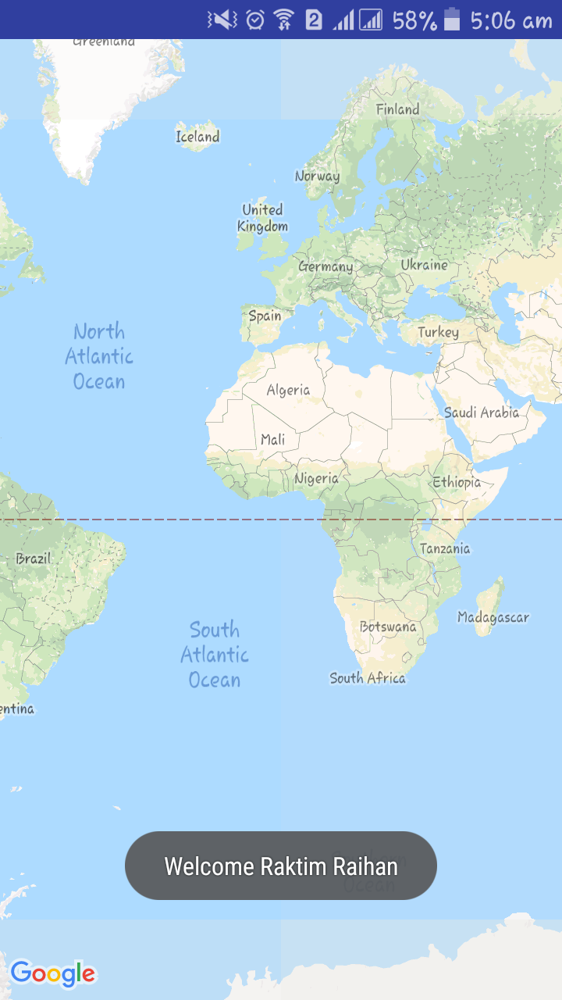 2 58% 5:06 am
Greenland
Finland
Iceland
Norway
United
Kingdom
Germany
Ukraine
Spain
Turkey
North
Atlantic
Ocean
Algeria
Saudi Arabia
Mali
Nigeria
Ethiopia
Tanzania
Brazil
Madagascar
South
Atlantic
Ocean
Botswana
South Africa
entina
Welcome Raktim Raihan
Ocean
Google